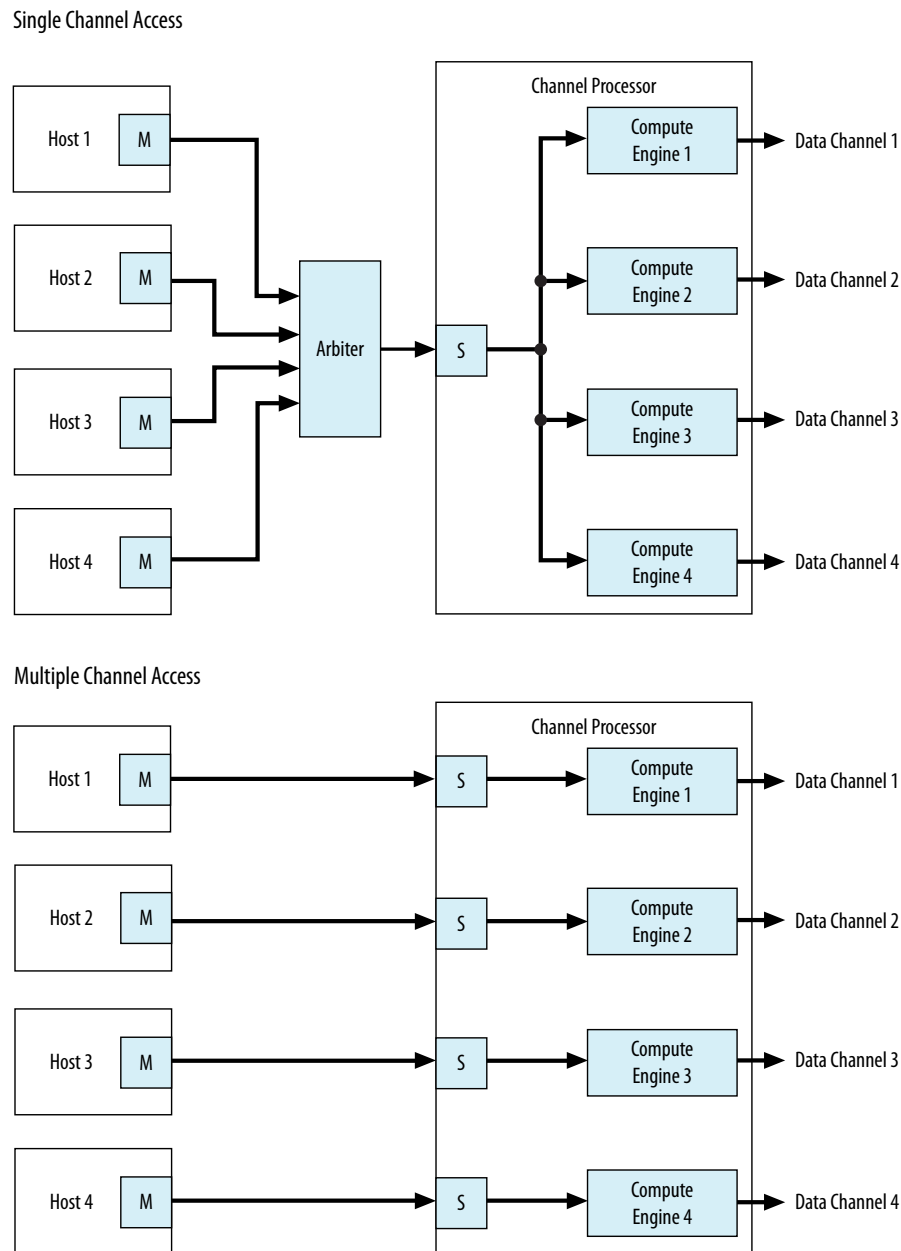 Single Channel Access
Channel Processor
Host 1
M
Compute
Engine 1
Data Channel 1
Host 2
M
Compute
Engine 2
Data Channel 2
Arbiter
S
Host 3
M
Compute
Engine 3
Data Channel 3
Host 4
M
Compute
Engine 4
Data Channel 4
Multiple Channel Access
Channel Processor
Host 1
M
S
Compute
Engine 1
Data Channel 1
Host 2
M
S
Compute
Engine 2
Data Channel 2
Host 3
M
S
Compute
Engine 3
Data Channel 3
Host 4
M
S
Compute
Engine 4
Data Channel 4